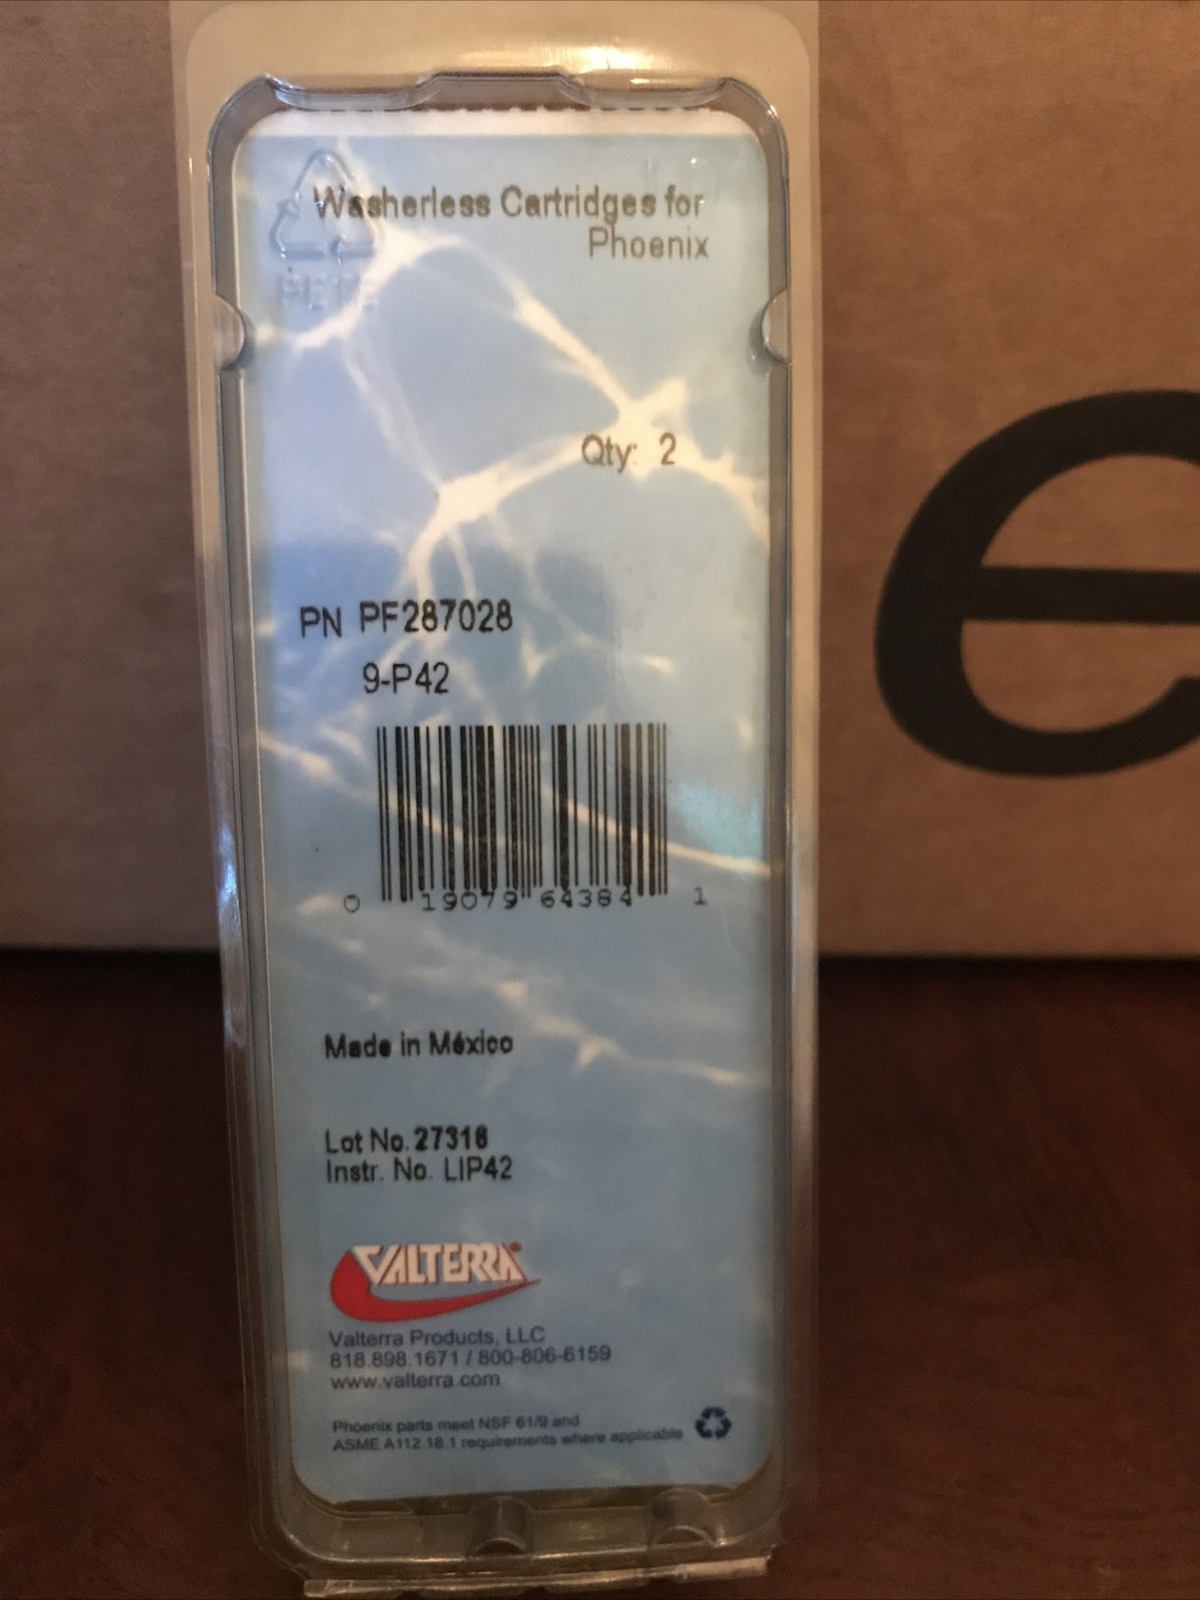 Washerless Cartridges for
Phoenix
PETE
Qty: 2
PN PF287028
9-P42
0 19079 64384 1
Made in México
Lot No. 27318
Instr. No. LIP42
VALTERRA®
Valterra Products, LLC
818.898.1671 / 800-806-6159
www.valterra.com
Phoenix parts meet NSF 61/9 and
ASME A112.18.1 requirements where applicable
e